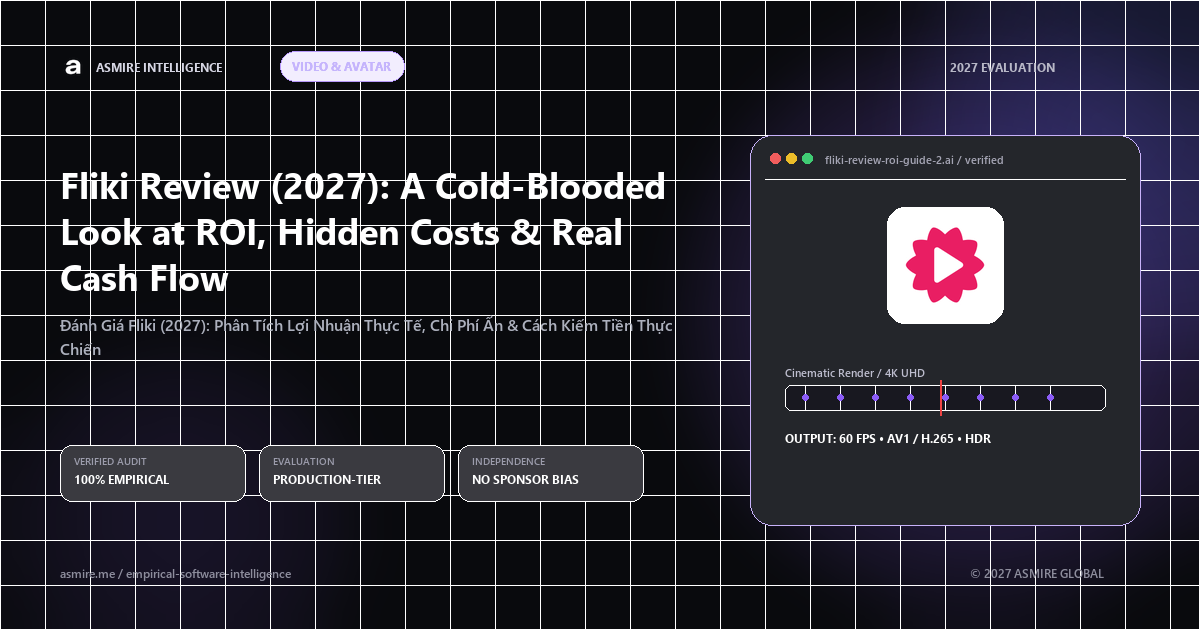 a ASMIRE INTELLIGENCE
VIDEO & AVATAR
2027 EVALUATION
Fliki Review (2027): A Cold-Blooded
Look at ROI, Hidden Costs & Real
Cash Flow
Đánh Giá Fliki (2027): Phân Tích Lợi Nhuận Thực Tế, Chi Phí Ẩn & Cách Kiếm Tiền Thực
Chiến
VERIFIED AUDIT
100% EMPIRICAL
EVALUATION
PRODUCTION-TIER
INDEPENDENCE
NO SPONSOR BIAS
fliki-review-roi-guide-2.ai / verified
Cinematic Render / 4K UHD
OUTPUT: 60 FPS • AV1 / H.265 • HDR
asmire.me / empirical-software-intelligence
© 2027 ASMIRE GLOBAL